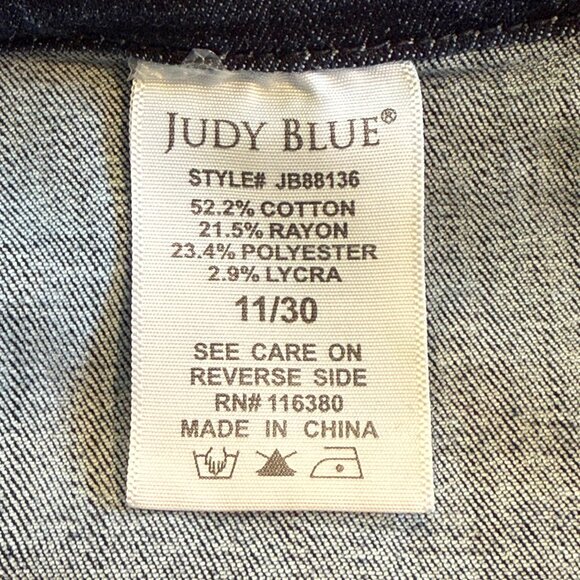 JUDY BLUE®
STYLE# JB88136
52.2% COTTON
21.5% RAYON
23.4% POLYESTER
2.9% LYCRA
11/30
SEE CARE ON
REVERSE SIDE
RN# 116380
MADE IN CHINA